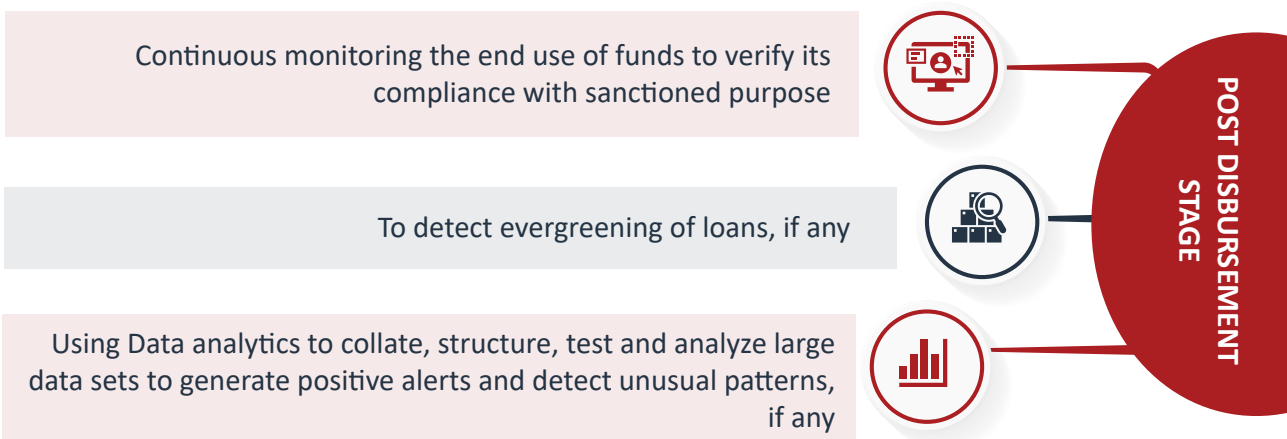 Continuous monitoring the end use of funds to verify its
compliance with sanctioned purpose
To detect evergreening of loans, if any
Using Data analytics to collate, structure, test and analyze large
data sets to generate positive alerts and detect unusual patterns,
if any
POST DISBURSEMENT
STAGE